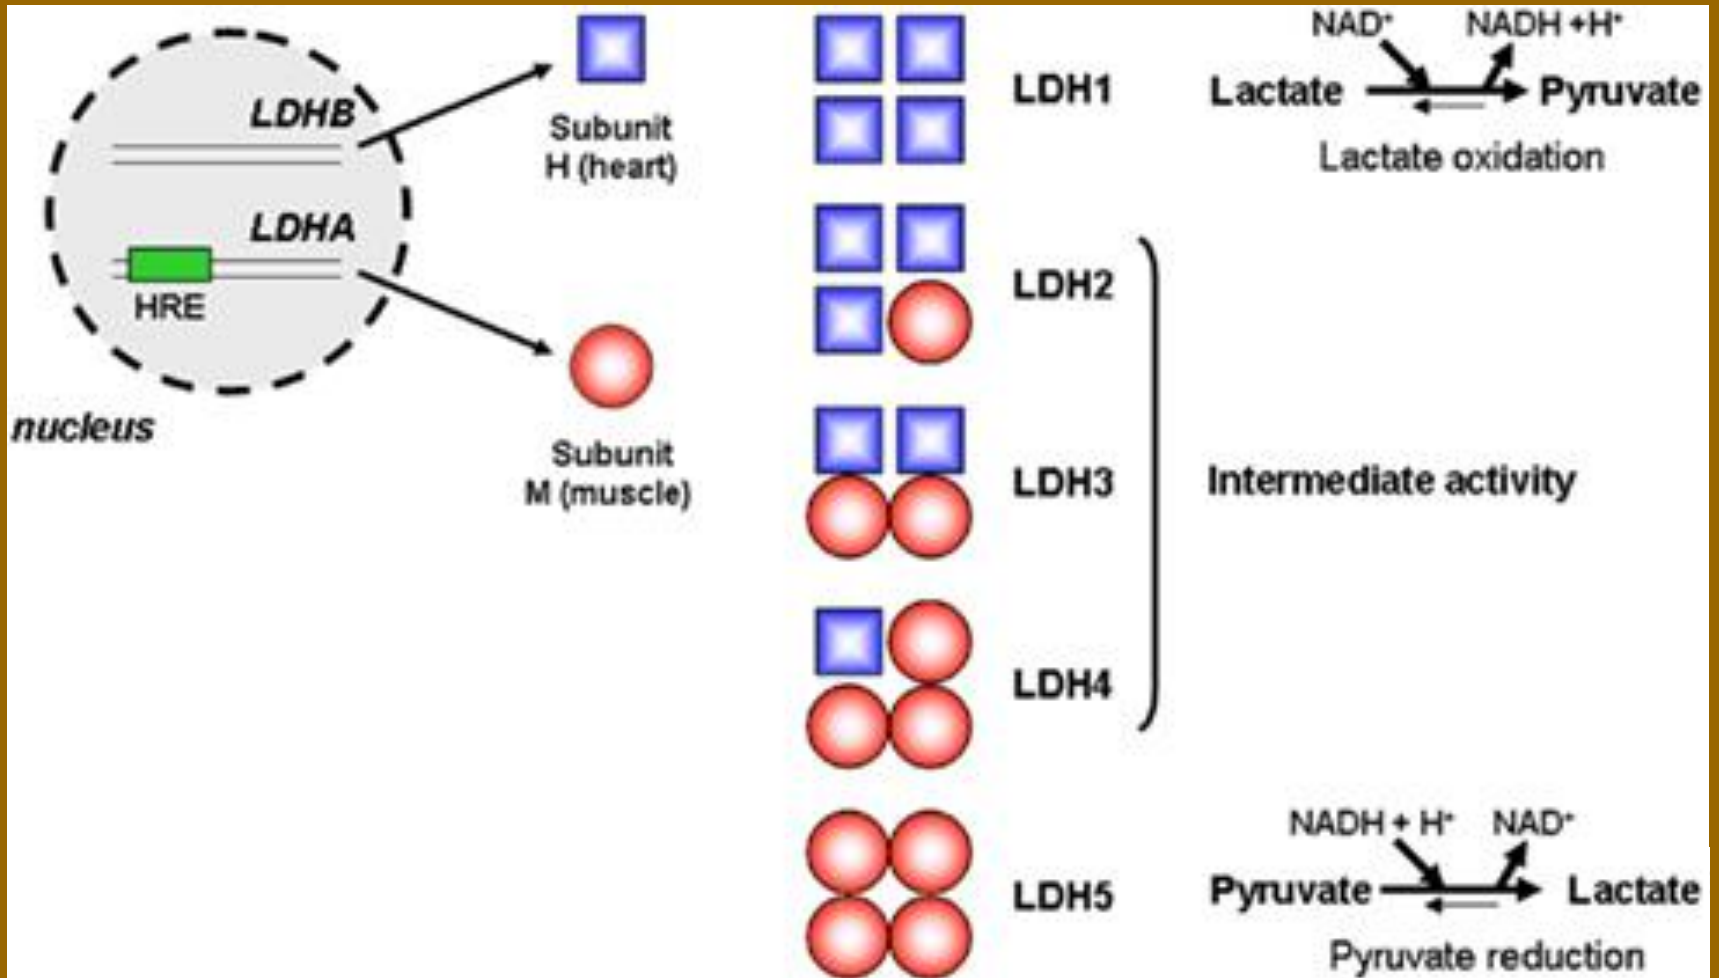 LDHB
LDHA
HRE
nucleus
Subunit
H (heart)
Subunit
M (muscle)
LDH1
LDH2
LDH3
LDH4
LDH5
NAD⁺ NADH +H⁺
Lactate Pyruvate
Lactate oxidation
Intermediate activity
NADH + H⁺ NAD⁺
Pyruvate Lactate
Pyruvate reduction